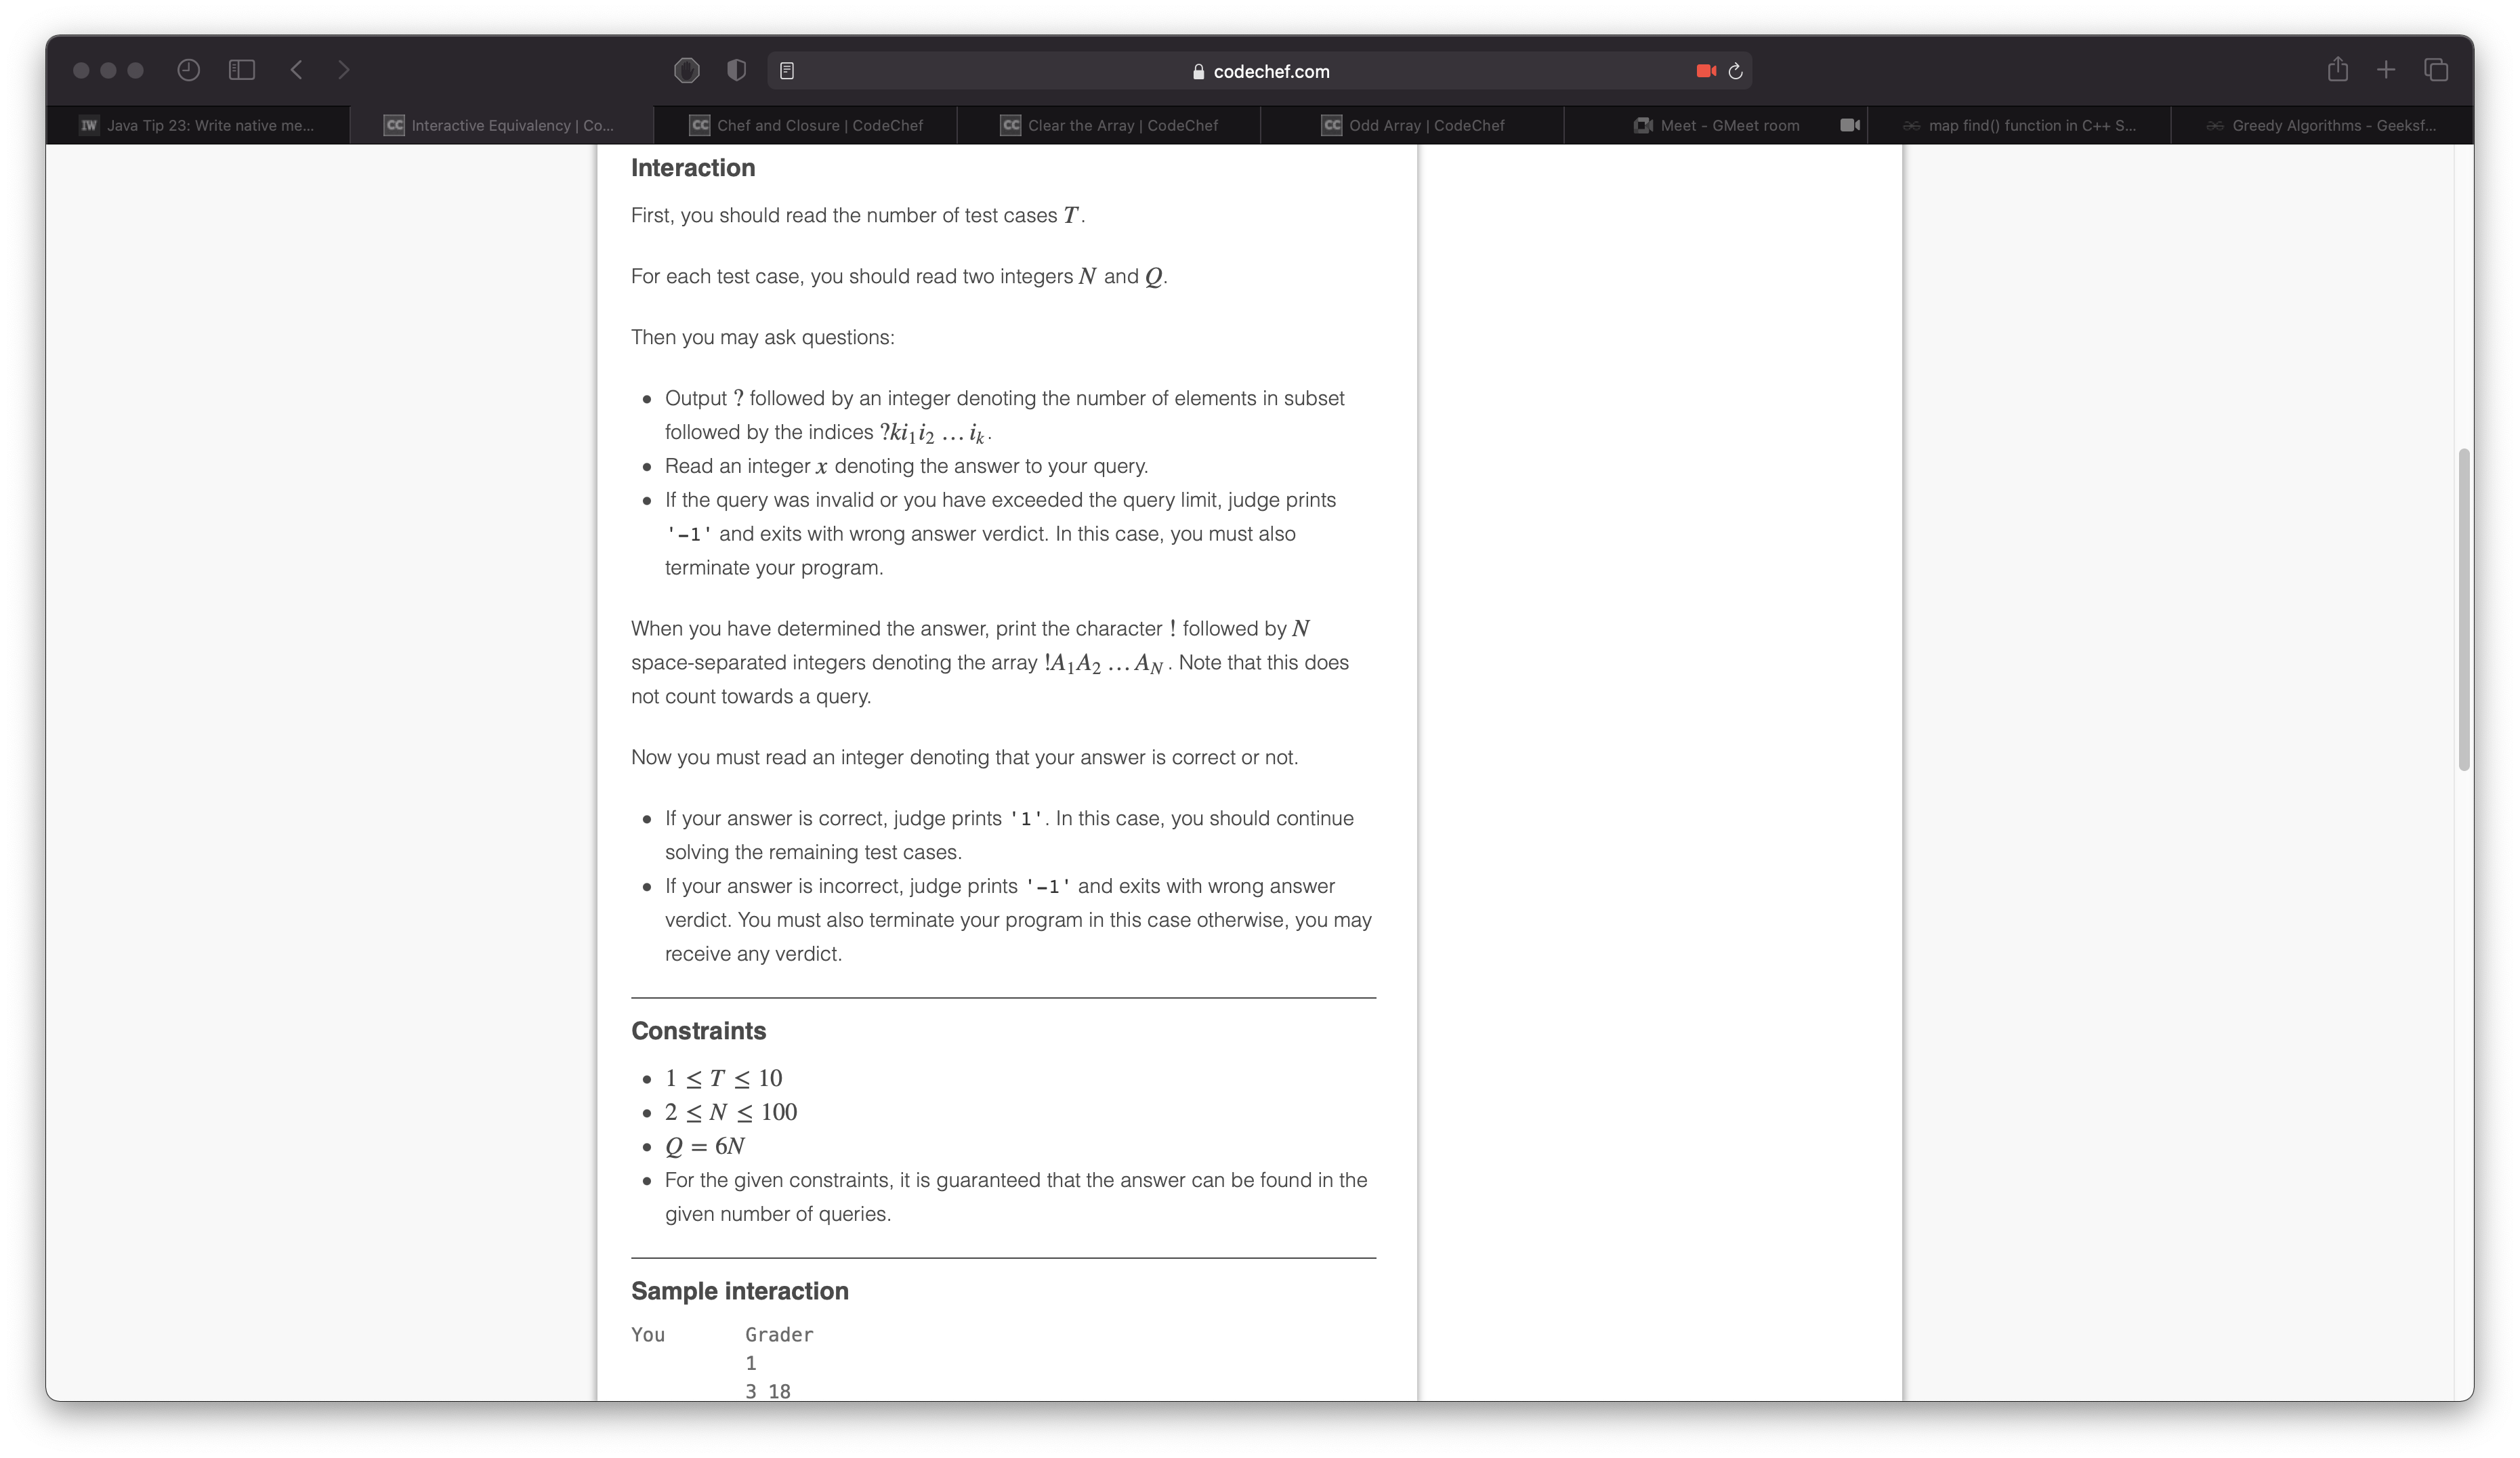 codechef.com
IW Java Tip 23: Write native me...
CC Interactive Equivalency | Co...
CC Chef and Closure | CodeChef
CC Clear the Array | CodeChef
CC Odd Array | CodeChef
Meet - GMeet room
map find() function in C++ S...
Greedy Algorithms - Geeksf...
Interaction
First, you should read the number of test cases T.
For each test case, you should read two integers N and Q.
Then you may ask questions:
• Output ? followed by an integer denoting the number of elements in subset
followed by the indices ?ki₁i₂ … iₖ.
• Read an integer x denoting the answer to your query.
• If the query was invalid or you have exceeded the query limit, judge prints
'-1' and exits with wrong answer verdict. In this case, you must also
terminate your program.
When you have determined the answer, print the character ! followed by N
space-separated integers denoting the array !A₁A₂ … A_N. Note that this does
not count towards a query.
Now you must read an integer denoting that your answer is correct or not.
• If your answer is correct, judge prints '1'. In this case, you should continue
solving the remaining test cases.
• If your answer is incorrect, judge prints '-1' and exits with wrong answer
verdict. You must also terminate your program in this case otherwise, you may
receive any verdict.
Constraints
• 1 ≤ T ≤ 10
• 2 ≤ N ≤ 100
• Q = 6N
• For the given constraints, it is guaranteed that the answer can be found in the
given number of queries.
Sample interaction
You Grader
1
3 18